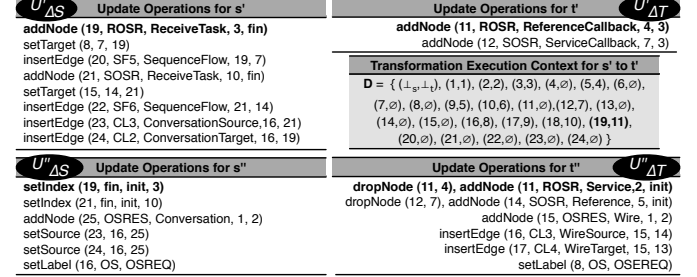 U'ΔS Update Operations for s'
addNode (19, ROSR, ReceiveTask, 3, fin)
setTarget (8, 7, 19)
insertEdge (20, SF5, SequenceFlow, 19, 7)
addNode (21, SOSR, ReceiveTask, 10, fin)
setTarget (15, 14, 21)
insertEdge (22, SF6, SequenceFlow, 21, 14)
insertEdge (23, CL3, ConversationSource,16, 21)
insertEdge (24, CL2, ConversationTarget, 16, 19)
Update Operations for t' U'ΔT
addNode (11, ROSR, ReferenceCallback, 4, 3)
addNode (12, SOSR, ServiceCallback, 7, 3)
Transformation Execution Context for s' to t'
D = { (⊥s,⊥t), (1,1), (2,2), (3,3), (4,∅), (5,4), (6,∅),
(7,∅), (8,∅), (9,5), (10,6), (11,∅),(12,7), (13,∅),
(14,∅), (15,∅), (16,8), (17,9), (18,10), (19,11),
(20,∅), (21,∅), (22,∅), (23,∅), (24,∅) }
U''ΔS Update Operations for s''
setIndex (19, fin, init, 3)
setIndex (21, fin, init, 10)
addNode (25, OSRES, Conversation, 1, 2)
setSource (23, 16, 25)
setSource (24, 16, 25)
setLabel (16, OS, OSREQ)
Update Operations for t'' U''ΔT
dropNode (11, 4), addNode (11, ROSR, Service,2, init)
dropNode (12, 7), addNode (14, SOSR, Reference, 5, init)
addNode (15, OSRES, Wire, 1, 2)
insertEdge (16, CL3, WireSource, 15, 14)
insertEdge (17, CL4, WireTarget, 15, 13)
setLabel (8, OS, OSEREQ)